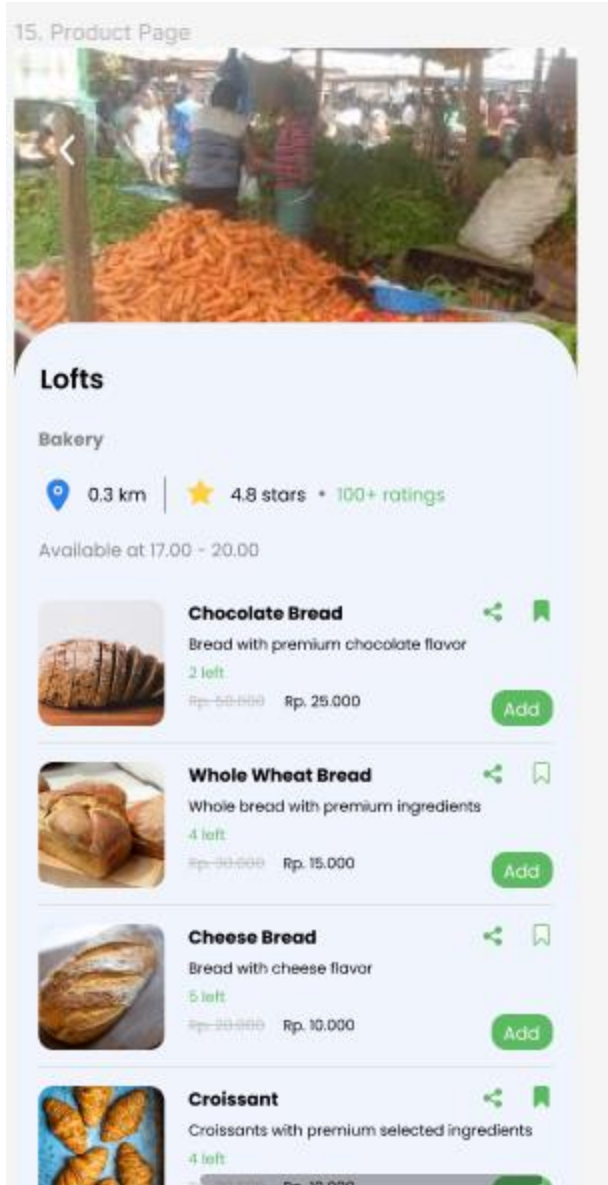 15. Product Page
Lofts
Bakery
0.3 km 4.8 stars • 100+ ratings
Available at 17.00 - 20.00
Chocolate Bread
Bread with premium chocolate flavor
2 left
Rp. 50.000 Rp. 25.000
Add
Whole Wheat Bread
Whole bread with premium ingredients
4 left
Rp. 30.000 Rp. 15.000
Add
Cheese Bread
Bread with cheese flavor
5 left
Rp. 20.000 Rp. 10.000
Add
Croissant
Croissants with premium selected ingredients
4 left